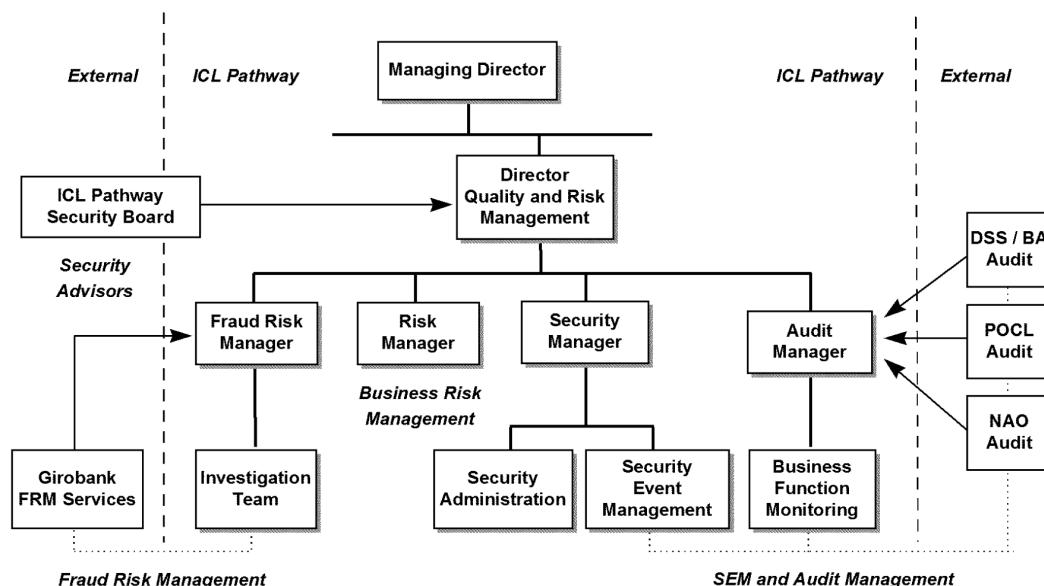 External
ICL Pathway
Managing Director
ICL Pathway
External
ICL Pathway
Security Board
Director
Quality and Risk
Management
DSS / BA
Audit
Security
Advisors
Fraud Risk
Manager
Risk
Manager
Security
Manager
Audit
Manager
POCL
Audit
Business Risk
Management
NAO
Audit
Girobank
FRM Services
Investigation
Team
Security
Administration
Security
Event
Management
Business
Function
Monitoring
Fraud Risk Management
SEM and Audit Management